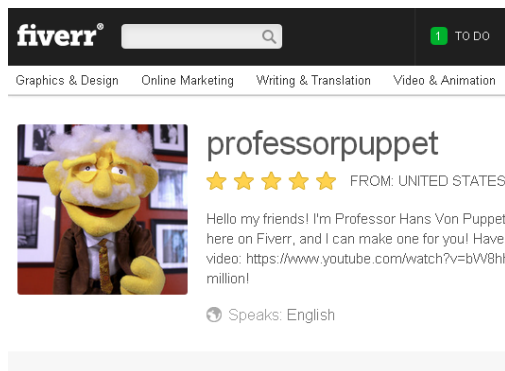 fiverr®
1 TO DO
Graphics & Design Online Marketing Writing & Translation Video & Animation
professorpuppet
FROM: UNITED STATES
Hello my friends! I'm Professor Hans Von Puppet
here on Fiverr, and I can make one for you! Have
video: https://www.youtube.com/watch?v=bW8hl
million!
Speaks: English